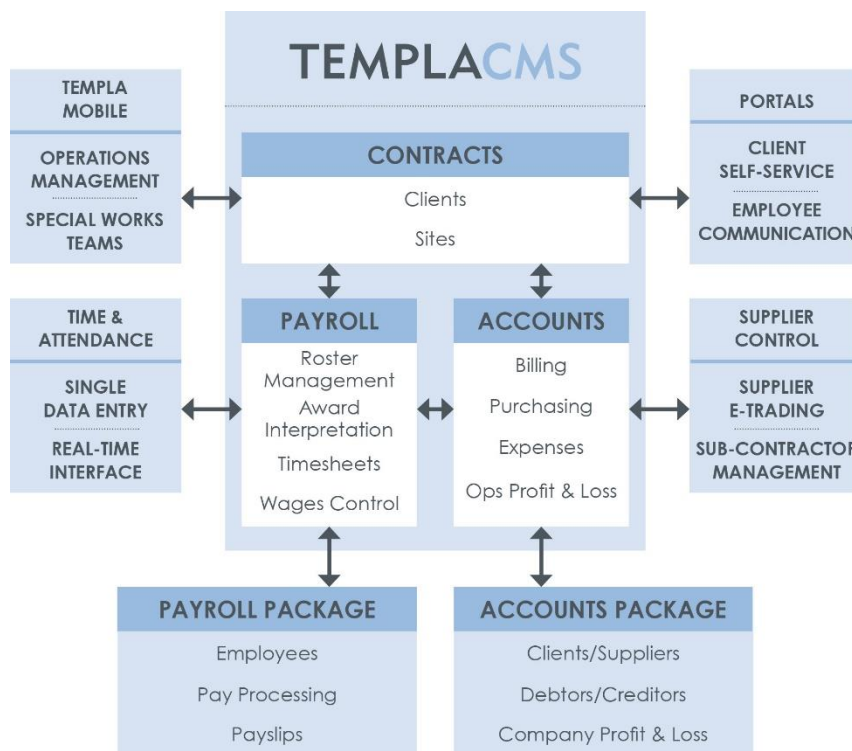 TEMPLACMS
TEMPLA
MOBILE
OPERATIONS
MANAGEMENT
SPECIAL WORKS
TEAMS
CONTRACTS
Clients
Sites
PORTALS
CLIENT
SELF-SERVICE
EMPLOYEE
COMMUNICATION
TIME &
ATTENDANCE
SINGLE
DATA ENTRY
REAL-TIME
INTERFACE
PAYROLL
Roster
Management
Award
Interpretation
Timesheets
Wages Control
ACCOUNTS
Billing
Purchasing
Expenses
Ops Profit & Loss
SUPPLIER
CONTROL
SUPPLIER
E-TRADING
SUB-CONTRACTOR
MANAGEMENT
PAYROLL PACKAGE
Employees
Pay Processing
Payslips
ACCOUNTS PACKAGE
Clients/Suppliers
Debtors/Creditors
Company Profit & Loss